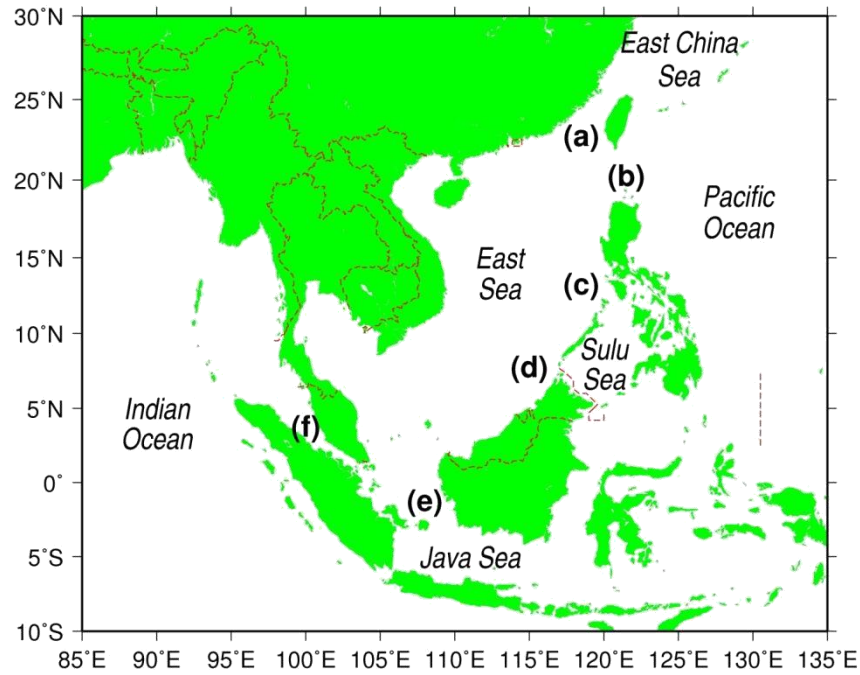 30°N
East China
Sea
25°N
(a)
20°N
(b)
Pacific
Ocean
15°N
East
Sea
(c)
10°N
Sulu
Sea
(d)
5°N
Indian
Ocean
(f)
0°
(e)
5°S
Java Sea
10°S
85°E 90°E 95°E 100°E 105°E 110°E 115°E 120°E 125°E 130°E 135°E